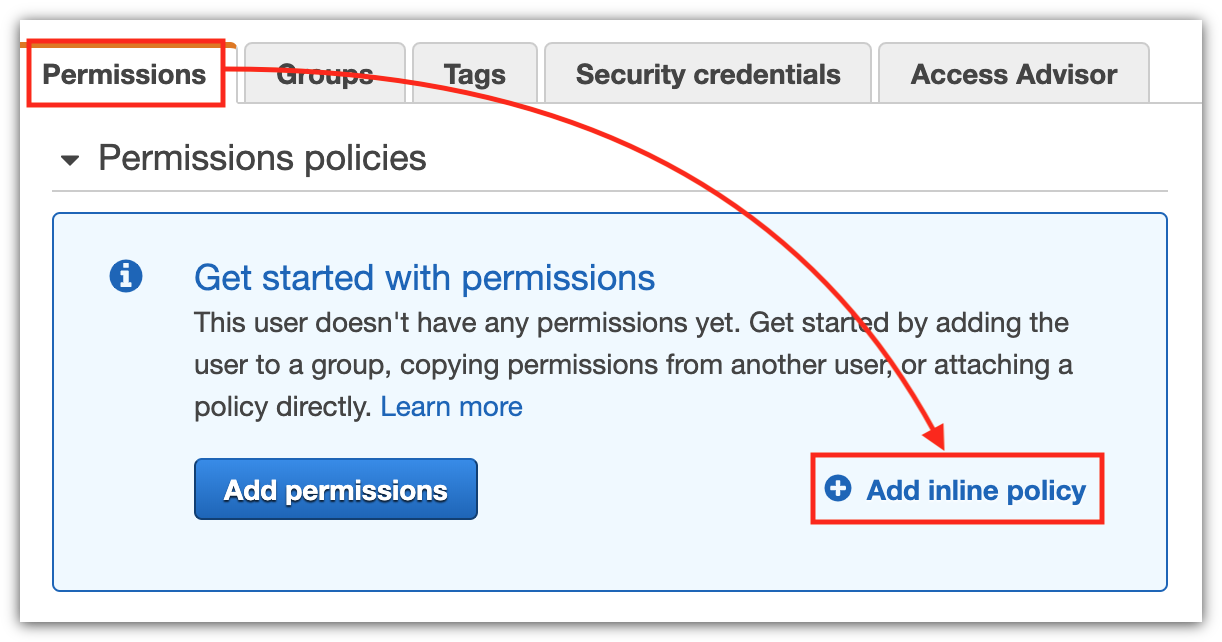 Permissions Groups Tags Security credentials Access Advisor
Permissions policies
Get started with permissions
This user doesn't have any permissions yet. Get started by adding the
user to a group, copying permissions from another user, or attaching a
policy directly. Learn more
Add permissions Add inline policy